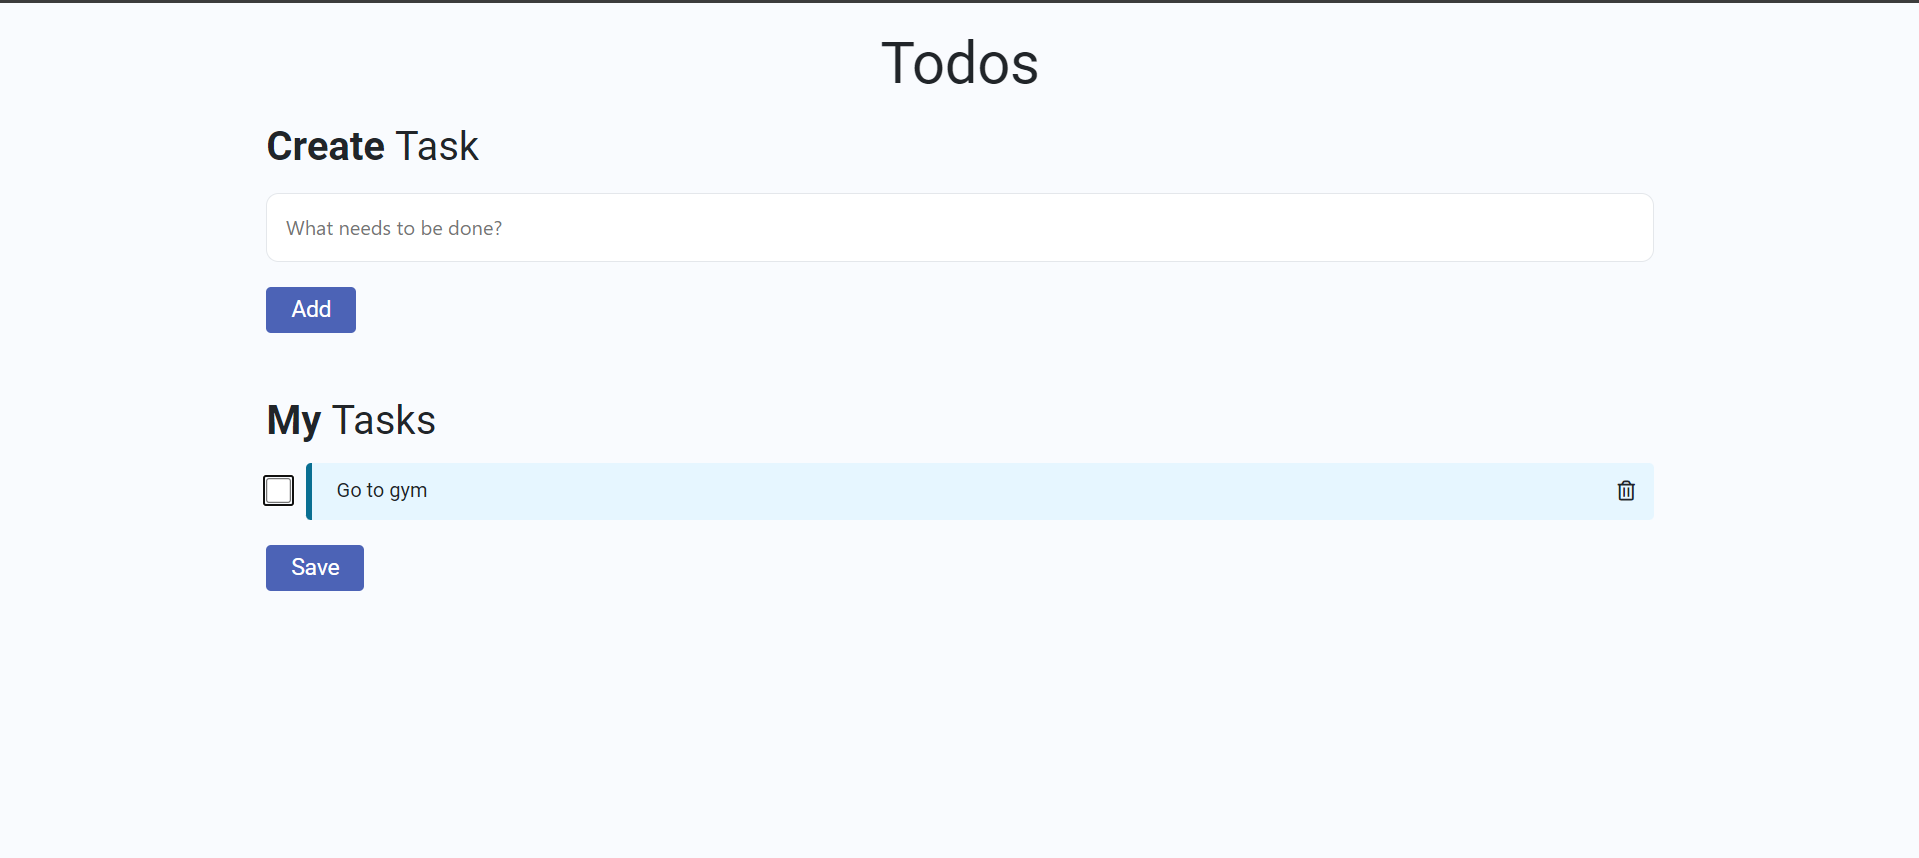 Todos
Create Task
What needs to be done?
Add
My Tasks
Go to gym
Save